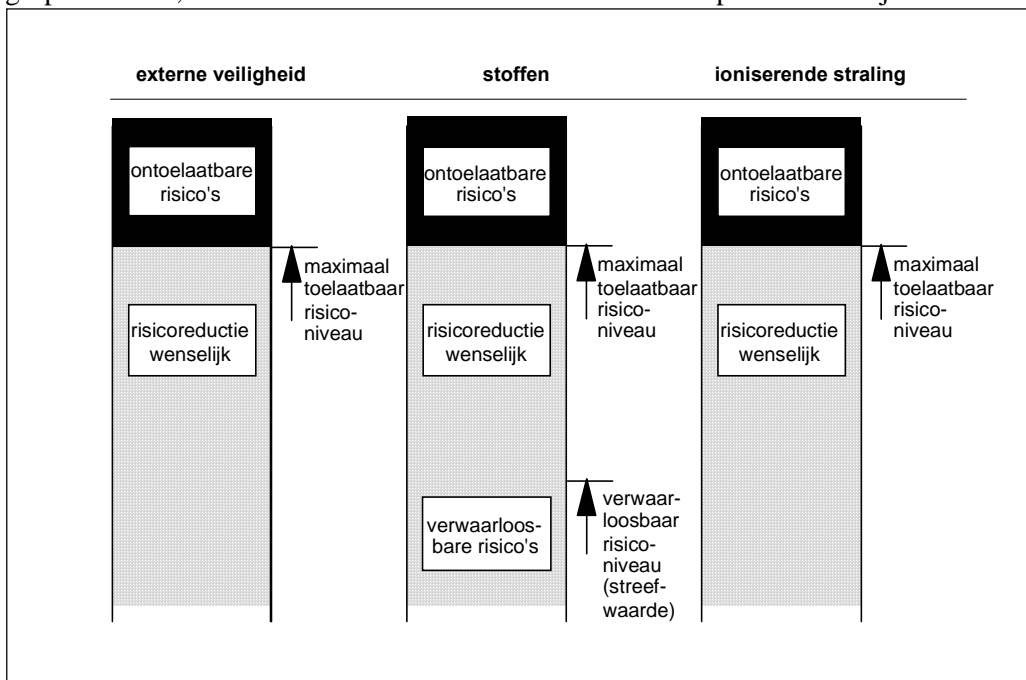 externe veiligheid
stoffen
ioniserende straling
ontoelaatbare
risico's
maximaal
toelaatbaar
risico-
niveau
risicoreductie
wenselijk
ontoelaatbare
risico's
maximaal
toelaatbaar
risico-
niveau
risicoreductie
wenselijk
verwaarloos-
bare risico's
verwaar-
loosbaar
risico-
niveau
(streef-
waarde)
ontoelaatbare
risico's
maximaal
toelaatbaar
risico-
niveau
risicoreductie
wenselijk